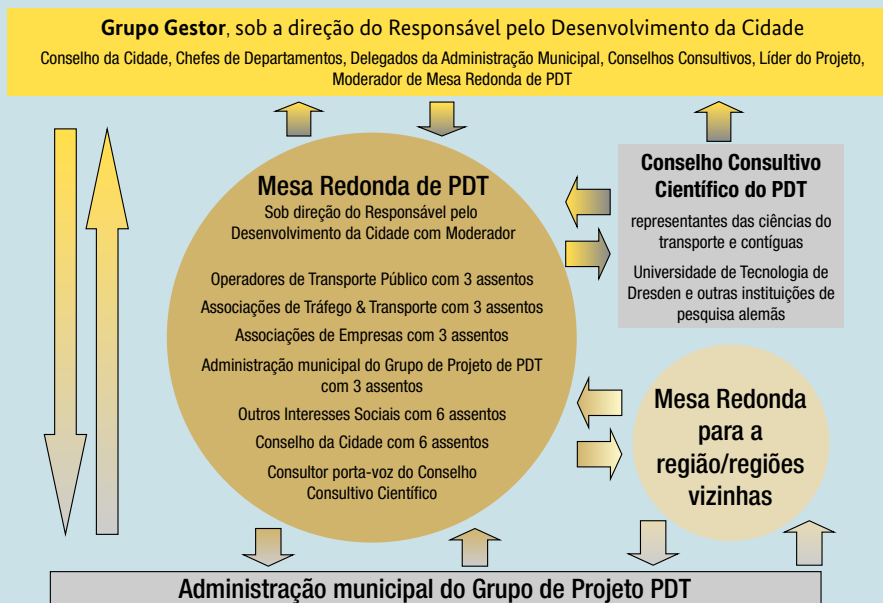 Grupo Gestor, sob a direção do Responsável pelo Desenvolvimento da Cidade
Conselho da Cidade, Chefes de Departamentos, Delegados da Administração Municipal, Conselhos Consultivos, Líder do Projeto,
Moderador de Mesa Redonda de PDT
Mesa Redonda de PDT
Sob direção do Responsável pelo
Desenvolvimento da Cidade com Moderador
Operadores de Transporte Público com 3 assentos
Associações de Tráfego & Transporte com 3 assentos
Associações de Empresas com 3 assentos
Administração municipal do Grupo de Projeto de PDT
com 3 assentos
Outros Interesses Sociais com 6 assentos
Conselho da Cidade com 6 assentos
Consultor porta-voz do Conselho
Consultivo Científico
Conselho Consultivo
Científico do PDT
representantes das ciências do
transporte e contíguas
Universidade de Tecnologia de
Dresden e outras instituições de
pesquisa alemãs
Mesa Redonda
para a
região/regiões
vizinhas
Administração municipal do Grupo de Projeto PDT